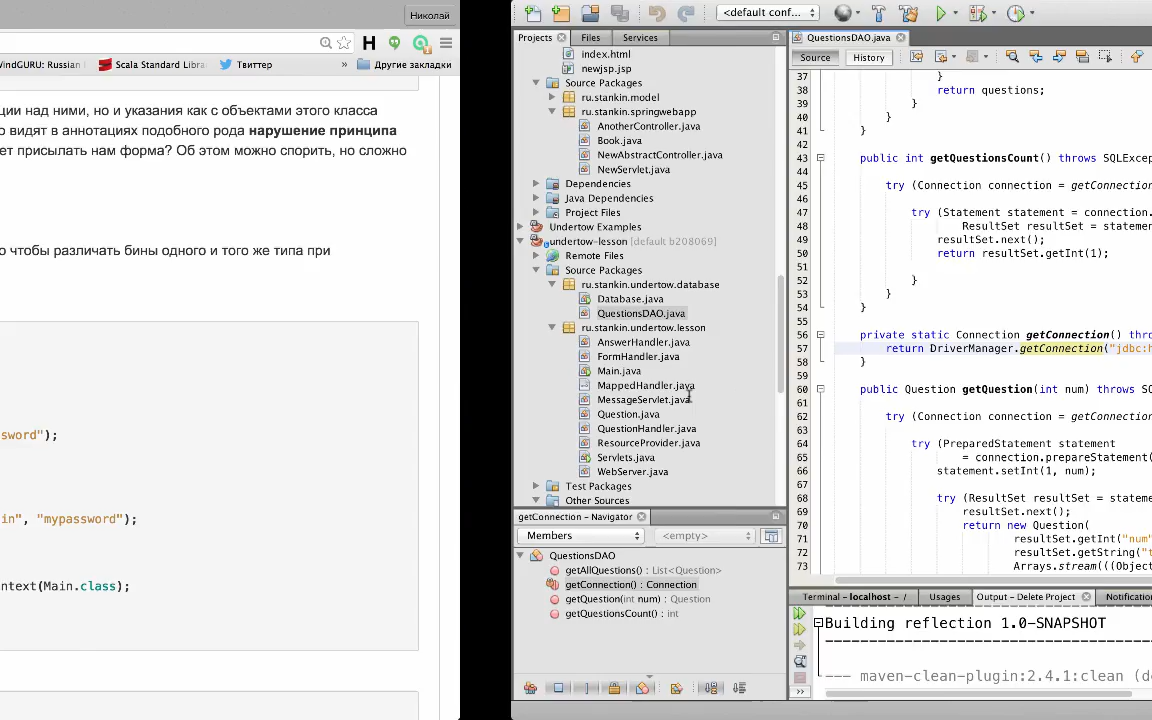 Николай
H
indGURU: Russian
Scala Standard Libra
Твиттер
»
Другие закладки
ции над ними, но и указания как с объектами этого класса
о видят в аннотациях подобного рода нарушение принципа
ет присылать нам форма? Об этом можно спорить, но сложно
о чтобы различать бины одного и того же типа при
sword");
in", "mypassword");
ontext(Main.class);
<default conf...
Projects
Files
Services
index.html
newjsp.jsp
Source Packages
ru.stankin.model
ru.stankin.springwebapp
AnotherController.java
Book.java
NewAbstractController.java
NewServlet.java
Dependencies
Java Dependencies
Project Files
Undertow Examples
undertow-lesson [default b208069]
Remote Files
Source Packages
ru.stankin.undertow.database
Database.java
QuestionsDAO.java
ru.stankin.undertow.lesson
AnswerHandler.java
FormHandler.java
Main.java
MappedHandler.java
MessageServlet.java
Question.java
QuestionHandler.java
ResourceProvider.java
Servlets.java
WebServer.java
Test Packages
Other Sources
getConnection - Navigator
Members
<empty>
QuestionsDAO
getAllQuestions() : List<Question>
getConnection() : Connection
getQuestion(int num) : Question
getQuestionsCount() : int
QuestionsDAO.java
Source
History
37 }
38 return questions;
39 }
40 }
41 }
42
43 public int getQuestionsCount() throws SQLExcep
44
45 try (Connection connection = getConnection
46
47 try (Statement statement = connection.
48 ResultSet resultSet = statemen
49 resultSet.next();
50 return resultSet.getInt(1);
51
52 }
53 }
54 }
55
56 private static Connection getConnection() thro
57 return DriverManager.getConnection("jdbc:h
58 }
59
60 public Question getQuestion(int num) throws SQ
61
62 try (Connection connection = getConnection
63
64 try (PreparedStatement statement
65 = connection.prepareStatement(
66 statement.setInt(1, num);
67
68 try (ResultSet resultSet = stateme
69 resultSet.next();
70 return new Question(
71 resultSet.getInt("num"
72 resultSet.getString("t
73 Arrays.stream(((Object
Terminal - localhost - /
Usages
Output - Delete Project
Notification
Building reflection 1.0-SNAPSHOT
------------------------------------
--- maven-clean-plugin:2.4.1:clean (de